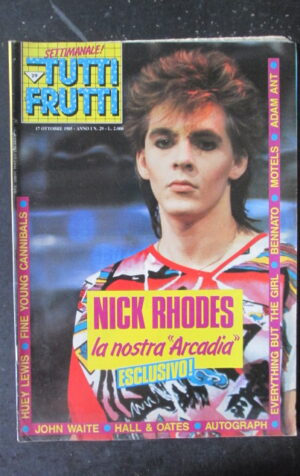 SETTIMANALE!
29
TUTTI
FRUTTI
17 OTTOBRE 1985 - ANNO I N. 29 - L. 2.000
NICK RHODES
la nostra "Arcadia"
ESCLUSIVO!
HUEY LEWIS • FINE YOUNG CANNIBALS
JOHN WAITE • HALL & OATES • AUTOGRAPH •
EVERYTHING BUT THE GIRL • BENNATO • MOTELS • ADAM ANT